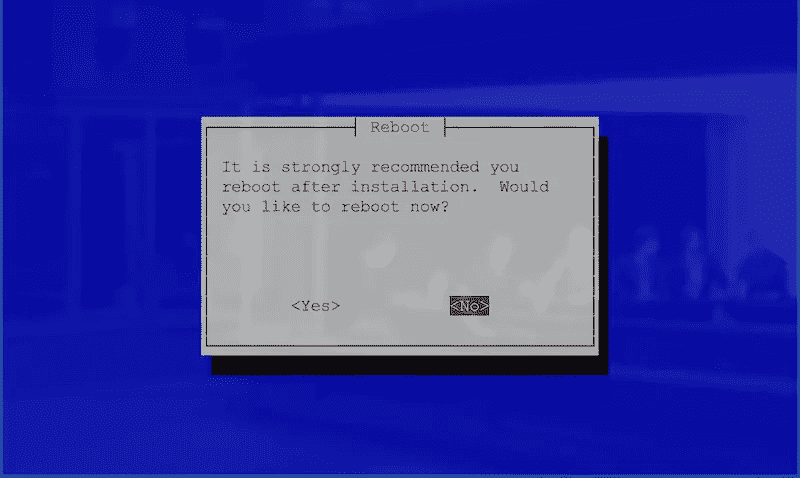 Reboot
It is strongly recommended you
reboot after installation.  Would
you like to reboot now?
<Yes> <No>